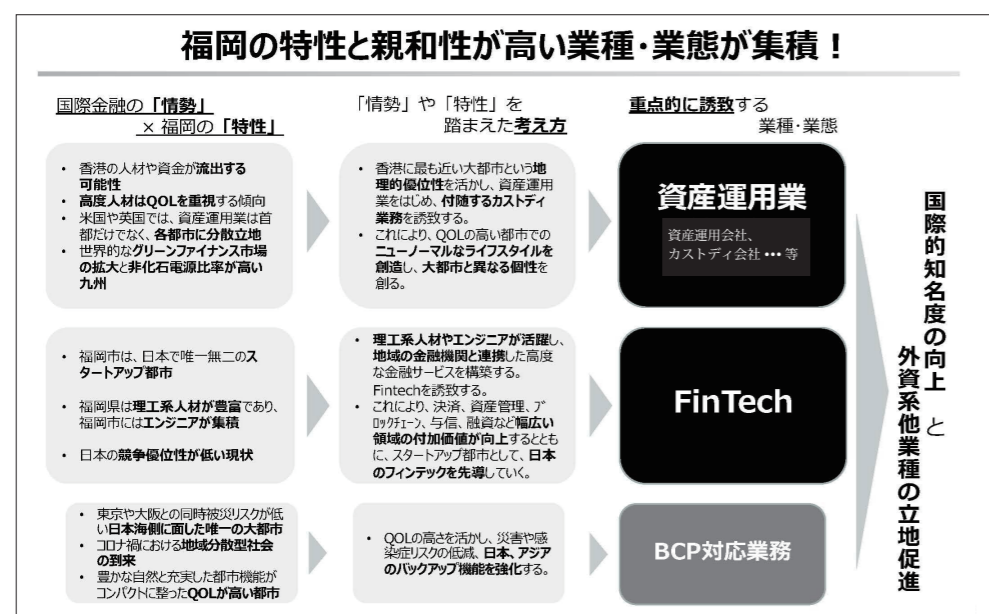 福岡の特性と親和性が高い業種・業態が集積！
国際金融の「情勢」
×福岡の「特性」
「情勢」や「特性」を
踏まえた考え方
重点的に誘致する
業種・業態
• 香港の人材や資金が流出する
可能性
• 高度人材はQOLを重視する傾向
• 米国や英国では、資産運用業は首
都だけでなく、各都市に分散立地
• 世界的なグリーンファイナンス市場
の拡大と非化石電源比率が高い
九州
• 香港に最も近い大都市という地
理的優位性を活かし、資産運用
業をはじめ、付随するカストディ
業務を誘致する。
• これにより、QOLの高い都市での
ニューノーマルなライフスタイルを
創造し、大都市と異なる個性を
創る。
資産運用業
資産運用会社、
カストディ会社 ••• 等
• 福岡市は、日本で唯一無二のス
タートアップ都市
• 福岡県は理工系人材が豊富であり、
福岡市にはエンジニアが集積
• 日本の競争優位性が低い現状
• 理工系人材やエンジニアが活躍し、
地域の金融機関と連携した高度
な金融サービスを構築する。
Fintechを誘致する。
• これにより、決済、資産管理、ブ
ロックチェーン、与信、融資など幅広い
領域の付加価値が向上するととも
に、スタートアップ都市として、日本
のフィンテックを先導していく。
FinTech
• 東京や大阪との同時被災リスクが低
い日本海側に面した唯一の大都市
• コロナ禍における地域分散型社会
の到来
• 豊かな自然と充実した都市機能が
コンパクトに整ったQOLが高い都市
• QOLの高さを活かし、災害や感
染症リスクの低減、日本、アジア
のバックアップ機能を強化する。
BCP対応業務
国際的知名度の向上 と
外資系他業種の立地促進